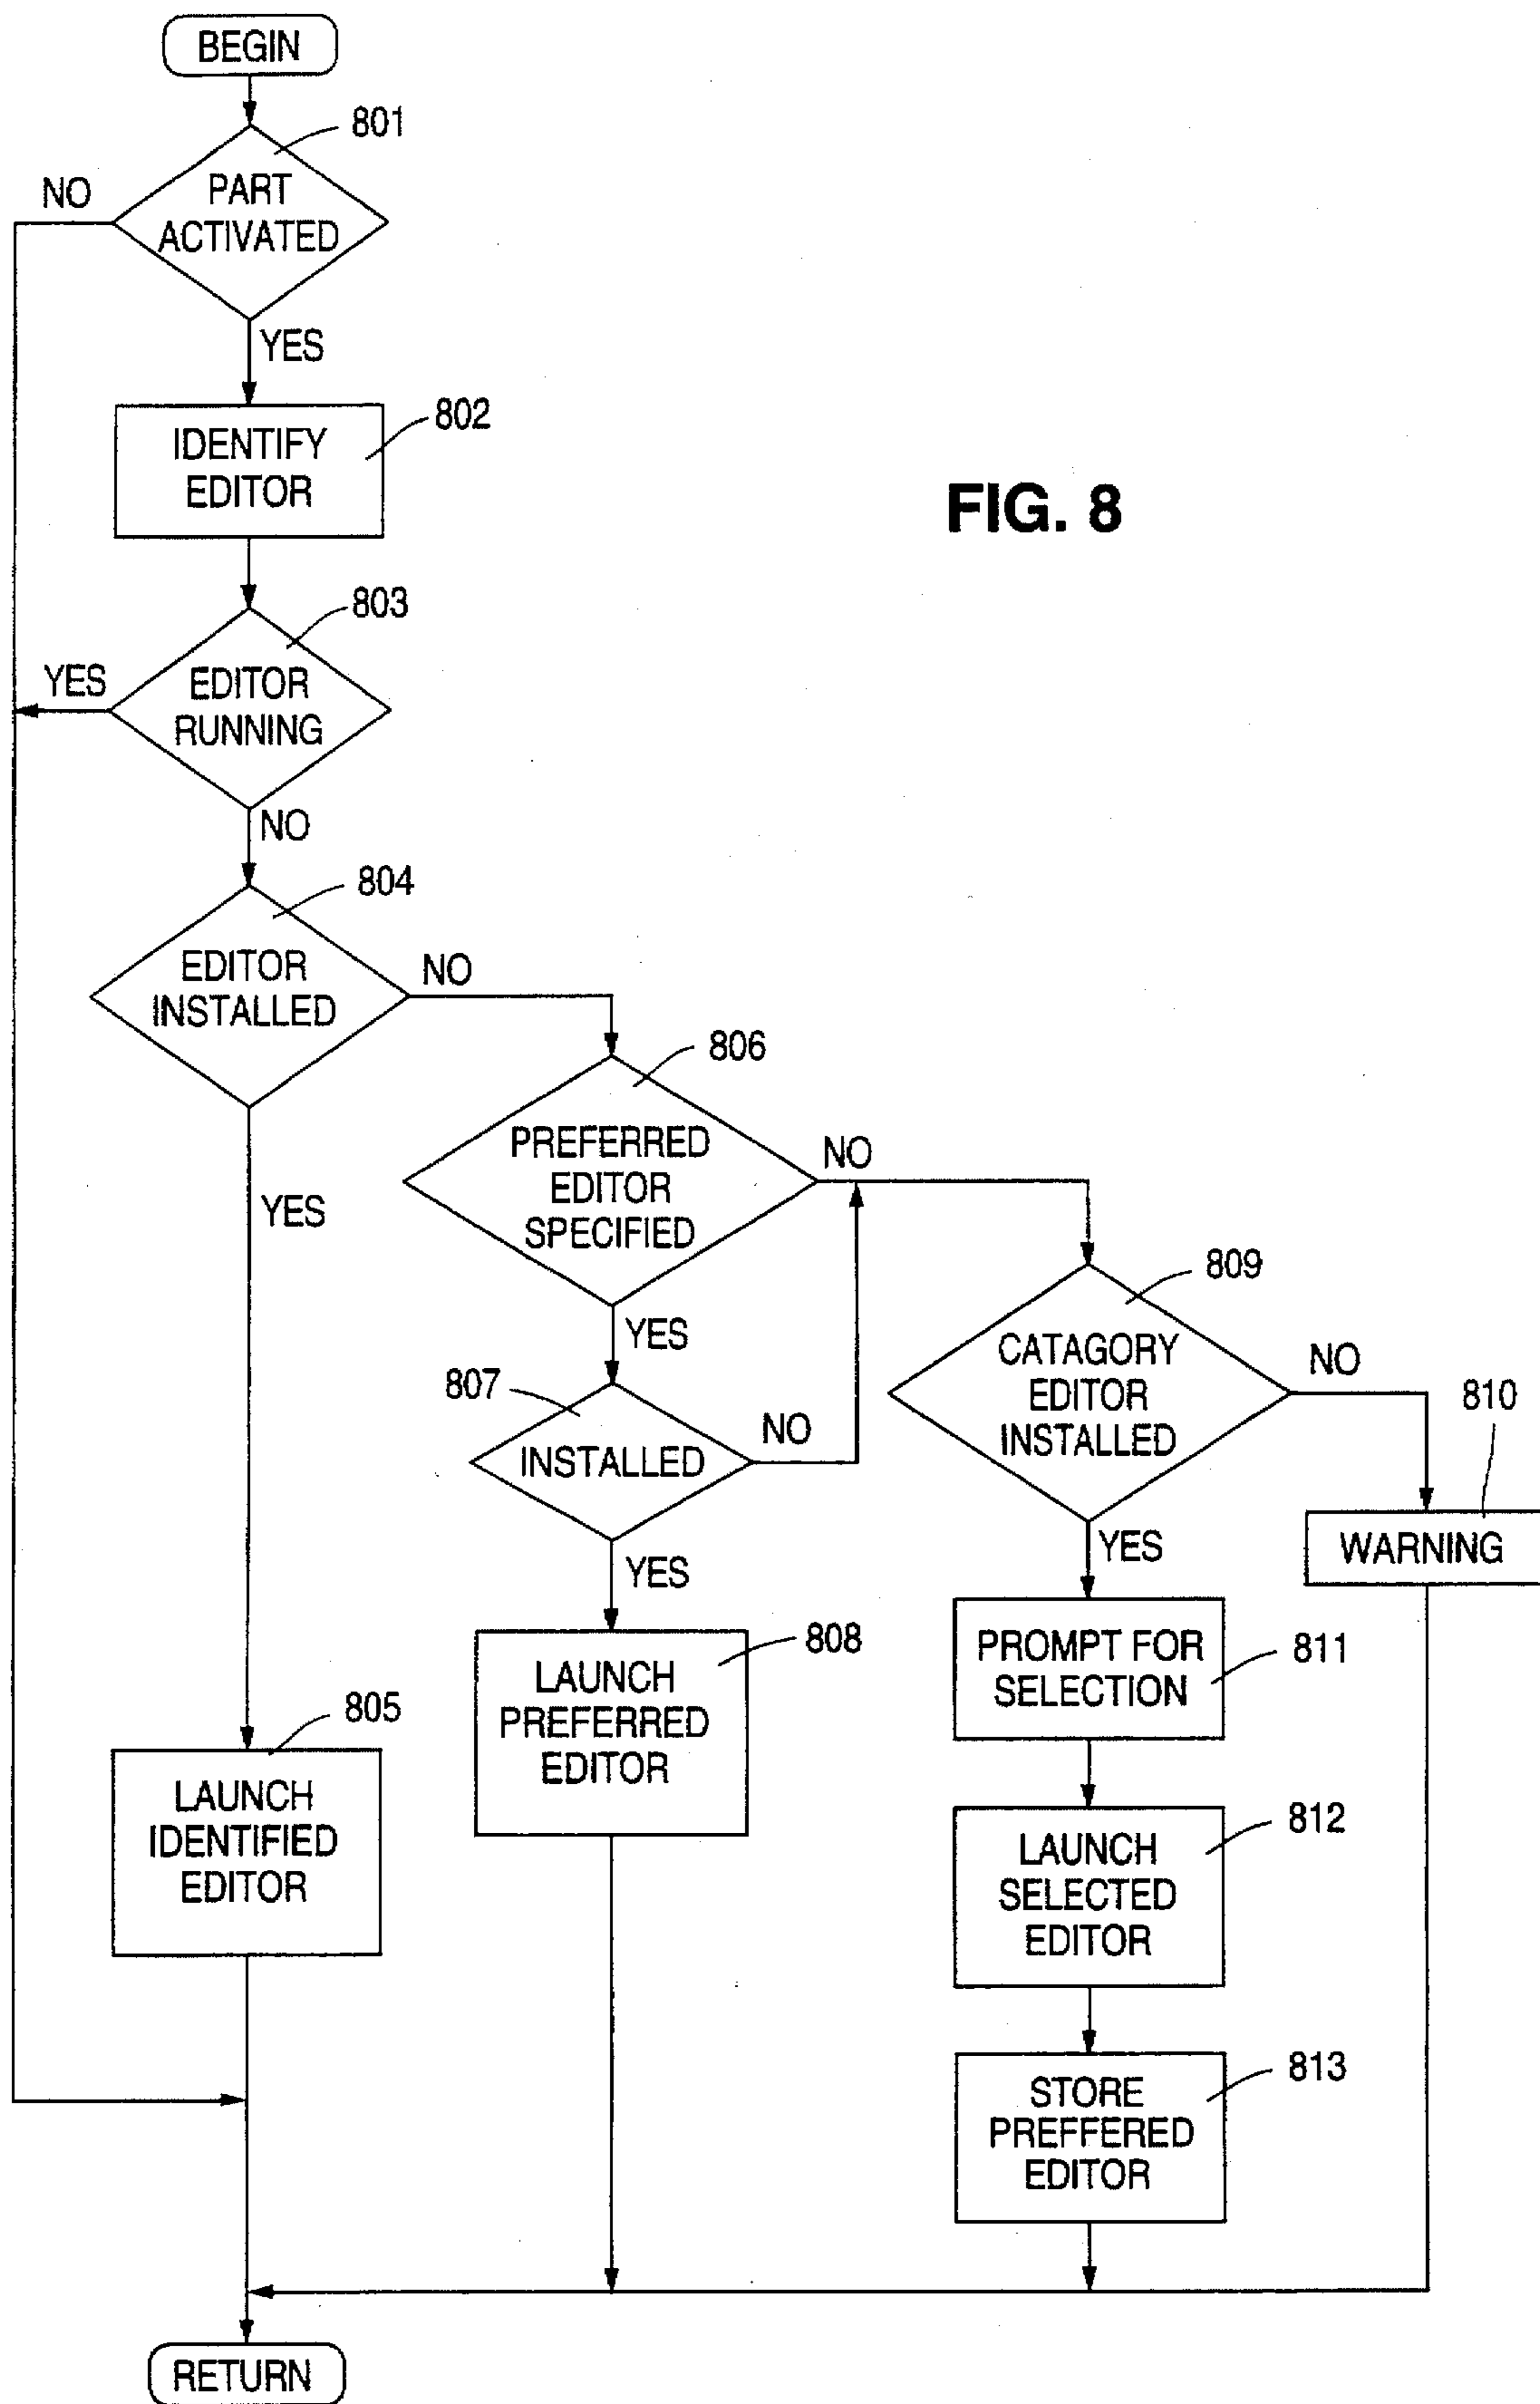 BEGIN
801
PART
ACTIVATED
NO
YES
802
IDENTIFY
EDITOR
FIG. 8
803
EDITOR
RUNNING
YES
NO
804
EDITOR
INSTALLED
NO
YES
806
PREFERRED
EDITOR
SPECIFIED
NO
YES
807
INSTALLED
NO
YES
809
CATAGORY
EDITOR
INSTALLED
NO
YES
810
WARNING
808
LAUNCH
PREFERRED
EDITOR
811
PROMPT FOR
SELECTION
805
LAUNCH
IDENTIFIED
EDITOR
812
LAUNCH
SELECTED
EDITOR
813
STORE
PREFFERED
EDITOR
RETURN